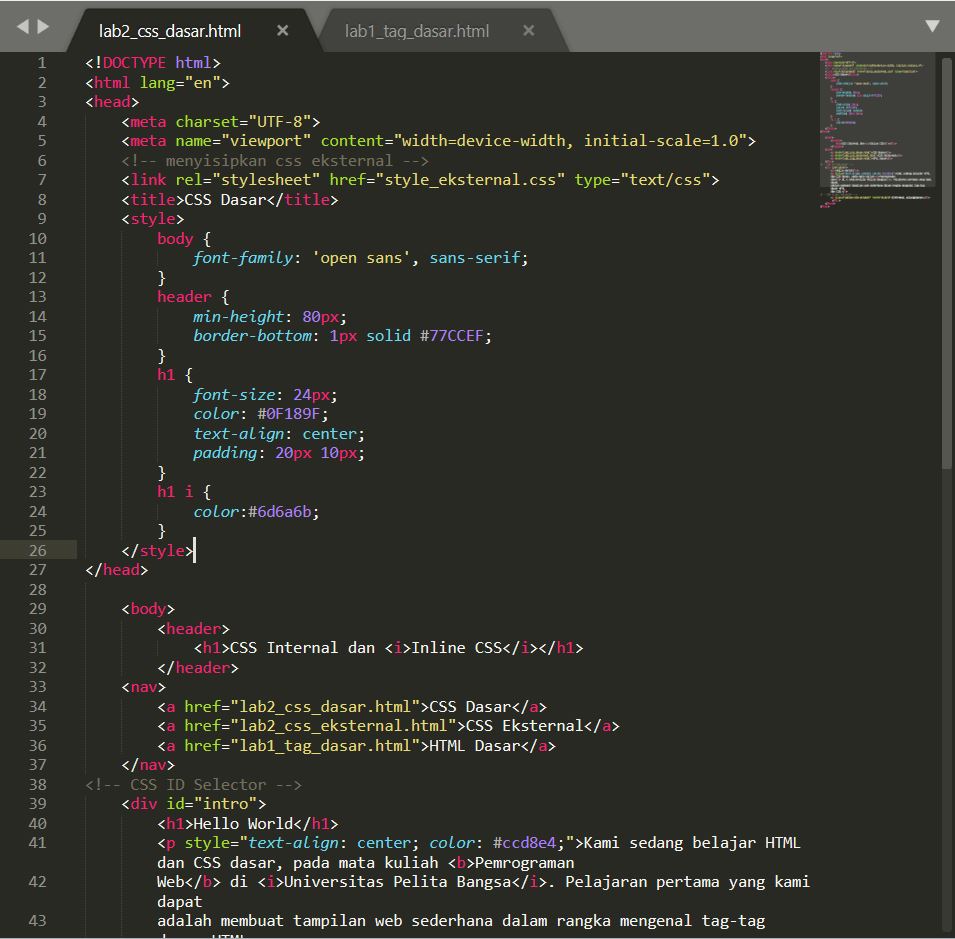 lab2_css_dasar.html × lab1_tag_dasar.html ×
1 <!DOCTYPE html>
2 <html lang="en">
3 <head>
4 <meta charset="UTF-8">
5 <meta name="viewport" content="width=device-width, initial-scale=1.0">
6 <!-- menyisipkan css eksternal -->
7 <link rel="stylesheet" href="style_eksternal.css" type="text/css">
8 <title>CSS Dasar</title>
9 <style>
10 body {
11 font-family: 'open sans', sans-serif;
12 }
13 header {
14 min-height: 80px;
15 border-bottom: 1px solid #77CCEF;
16 }
17 h1 {
18 font-size: 24px;
19 color: #0F189F;
20 text-align: center;
21 padding: 20px 10px;
22 }
23 h1 i {
24 color:#6d6a6b;
25 }
26 </style>
27 </head>
28
29 <body>
30 <header>
31 <h1>CSS Internal dan <i>Inline CSS</i></h1>
32 </header>
33 <nav>
34 <a href="lab2_css_dasar.html">CSS Dasar</a>
35 <a href="lab2_css_eksternal.html">CSS Eksternal</a>
36 <a href="lab1_tag_dasar.html">HTML Dasar</a>
37 </nav>
38 <!-- CSS ID Selector -->
39 <div id="intro">
40 <h1>Hello World</h1>
41 <p style="text-align: center; color: #ccd8e4;">Kami sedang belajar HTML
dan CSS dasar, pada mata kuliah <b>Pemrograman
42 Web</b> di <i>Universitas Pelita Bangsa</i>. Pelajaran pertama yang kami
dapat
43 adalah membuat tampilan web sederhana dalam rangka mengenal tag-tag